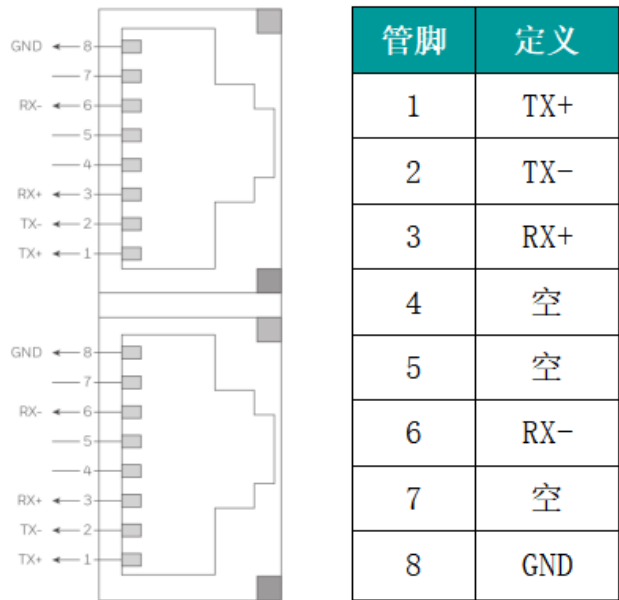 GND 8
7
RX- 6
5
4
RX+ 3
TX- 2
TX+ 1
GND 8
7
RX- 6
5
4
RX+ 3
TX- 2
TX+ 1
管脚 定义
1 TX+
2 TX-
3 RX+
4 空
5 空
6 RX-
7 空
8 GND